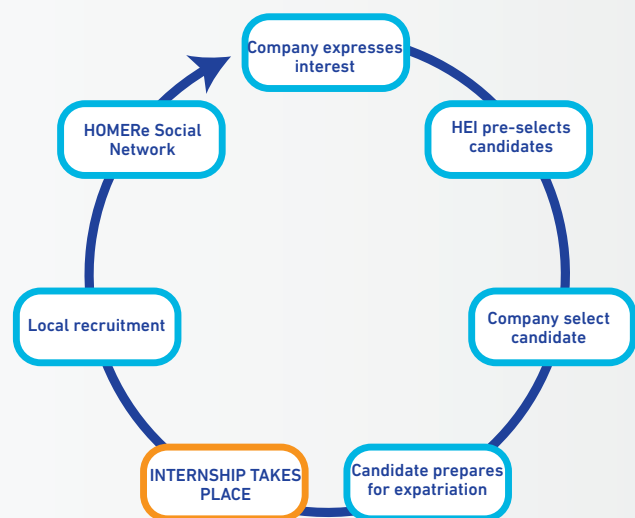 Company expresses
interest
HEI pre-selects
candidates
Company select
candidate
Candidate prepares
for expatriation
INTERNSHIP TAKES
PLACE
Local recruitment
HOMERe Social
Network